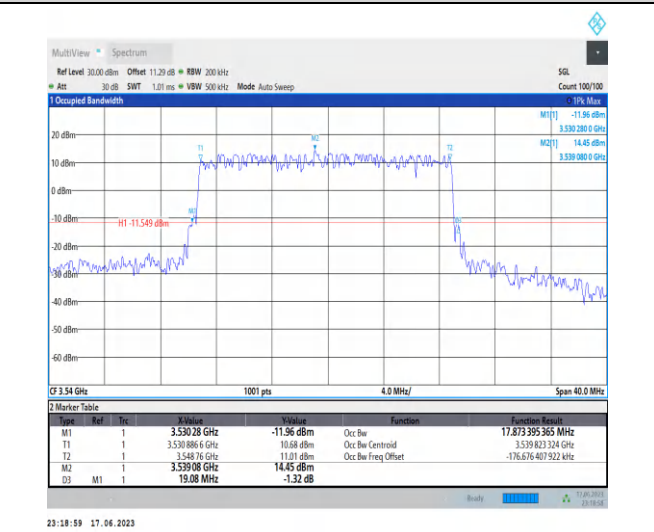 MultiView Spectrum
Ref Level 30.00 dBm Offset 11.29 dB RBW 200 kHz SGL
Att 30 dB SWT 1.01 ms VBW 500 kHz Mode Auto Sweep Count 100/100
1 Occupied Bandwidth 1Pk Max
M1[1] -11.96 dBm
3.530 280 0 GHz
M2[1] 14.45 dBm
3.539 080 0 GHz
20 dBm
M2
T1 T2
10 dBm
0 dBm
M1
-10 dBm
H1 -11.549 dBm
-20 dBm
-30 dBm
-40 dBm
-50 dBm
-60 dBm
CF 3.54 GHz 1001 pts 4.0 MHz/ Span 40.0 MHz
2 Marker Table
Type Ref Trc X-Value Y-Value Function Function Result
M1 1 3.53028 GHz -11.96 dBm Occ Bw 17.873 395 365 MHz
T1 1 3.530 886 6 GHz 10.68 dBm Occ Bw Centroid 3.539 823 324 GHz
T2 1 3.548 76 GHz 11.01 dBm Occ Bw Freq Offset -176.676 407 922 kHz
M2 1 3.539 08 GHz 14.45 dBm
D3 M1 1 19.08 MHz -1.32 dB
Ready 17.06.2023
23:18:58
23:18:59 17.06.2023